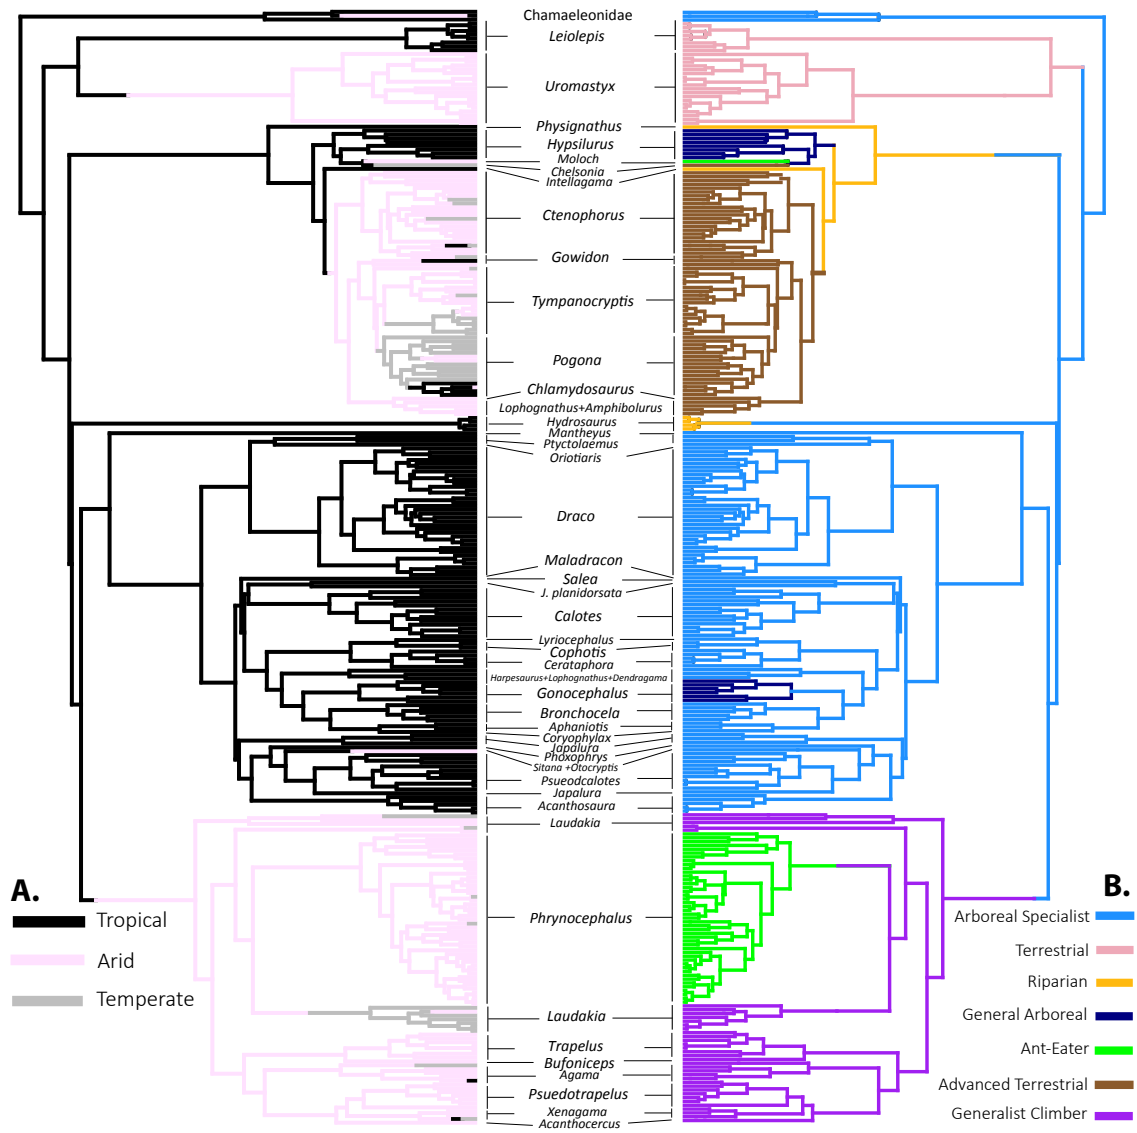 Chamaeleonidae
Leiolepis
Uromastyx
Physignathus
Hypsilurus
Moloch
Chelsonia
Intellagama
Ctenophorus
Gowidon
Tympanocryptis
Pogona
Chlamydosaurus
Lophognathus+Amphibolurus
Hydrosaurus
Mantheyus
Ptyctolaemus
Oriotiaris
Draco
Maladracon
Salea
J. planidorsata
Calotes
Lyriocephalus
Cophotis
Cerataphora
Harpesaurus+Lophognathus+Dendragama
Gonocephalus
Bronchocela
Aphaniotis
Coryophylax
Japalura
Phoxophrys
Sitana +Otocryptis
Psueodcalotes
Japalura
Acanthosaura
Laudakia
Phrynocephalus
Laudakia
Trapelus
Bufoniceps
Agama
Psuedotrapelus
Xenagama
Acanthocercus
A.
Tropical
Arid
Temperate
B.
Arboreal Specialist
Terrestrial
Riparian
General Arboreal
Ant-Eater
Advanced Terrestrial
Generalist Climber